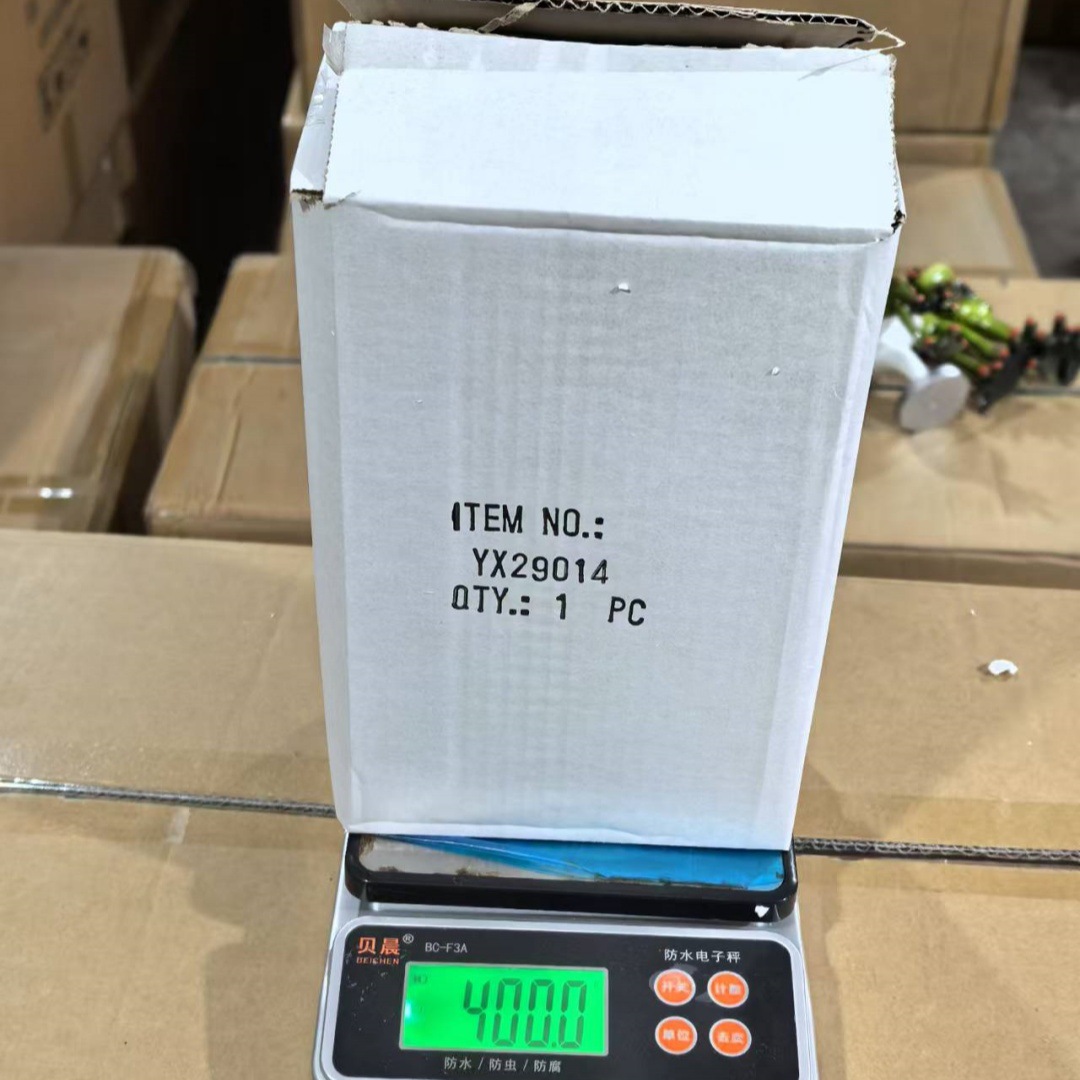 ITEM NO.:
YX29014
QTY.: 1 PC
贝晨®
BEICHEN
BC-F3A
防水电子秤
400.0
开关
计数
单位
去皮
防水 / 防虫 / 防腐